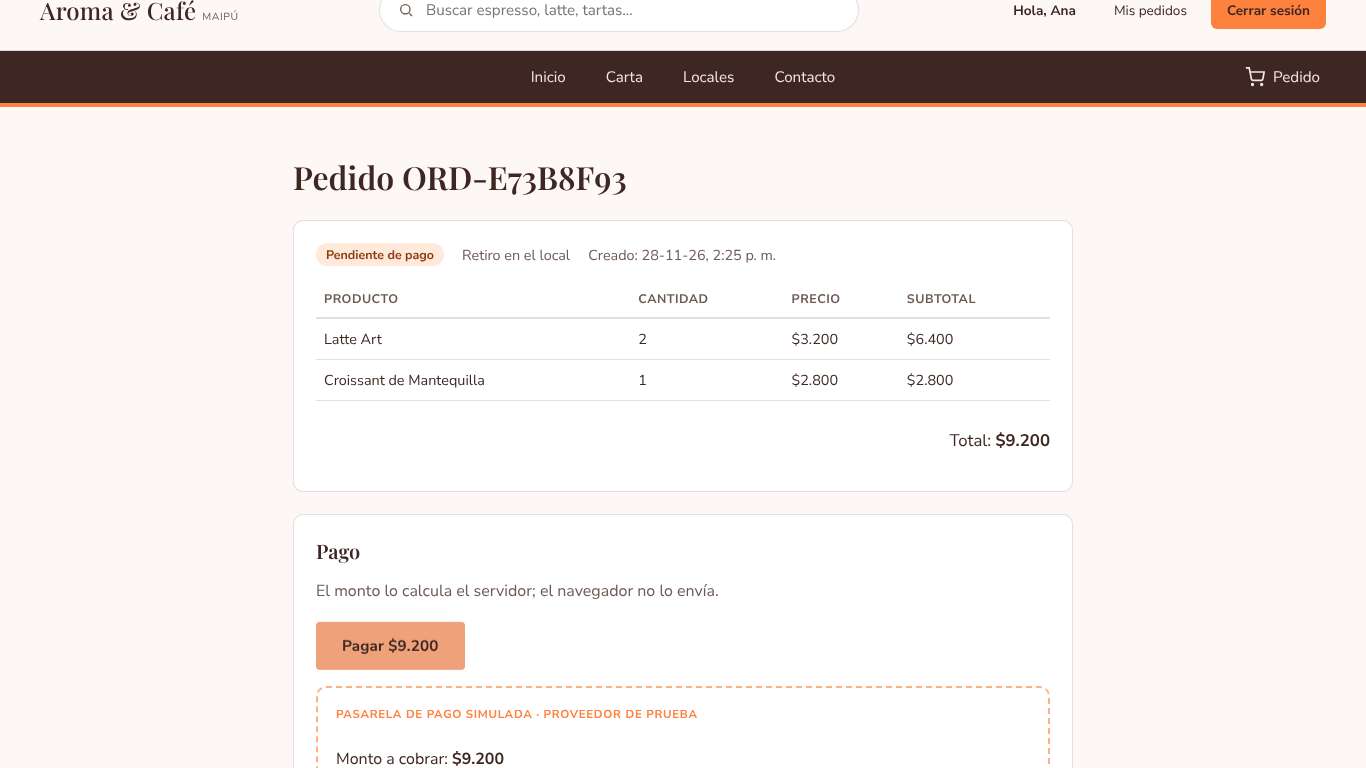 Aroma & Café MAIPÚ
Buscar espresso, latte, tartas...
Hola, Ana
Mis pedidos
Cerrar sesión
Inicio
Carta
Locales
Contacto
Pedido
Pedido ORD-E73B8F93
Pendiente de pago
Retiro en el local
Creado: 28-11-26, 2:25 p. m.
PRODUCTO CANTIDAD PRECIO SUBTOTAL
Latte Art 2 $3.200 $6.400
Croissant de Mantequilla 1 $2.800 $2.800
Total: $9.200
Pago
El monto lo calcula el servidor; el navegador no lo envía.
Pagar $9.200
PASARELA DE PAGO SIMULADA · PROVEEDOR DE PRUEBA
Monto a cobrar: $9.200